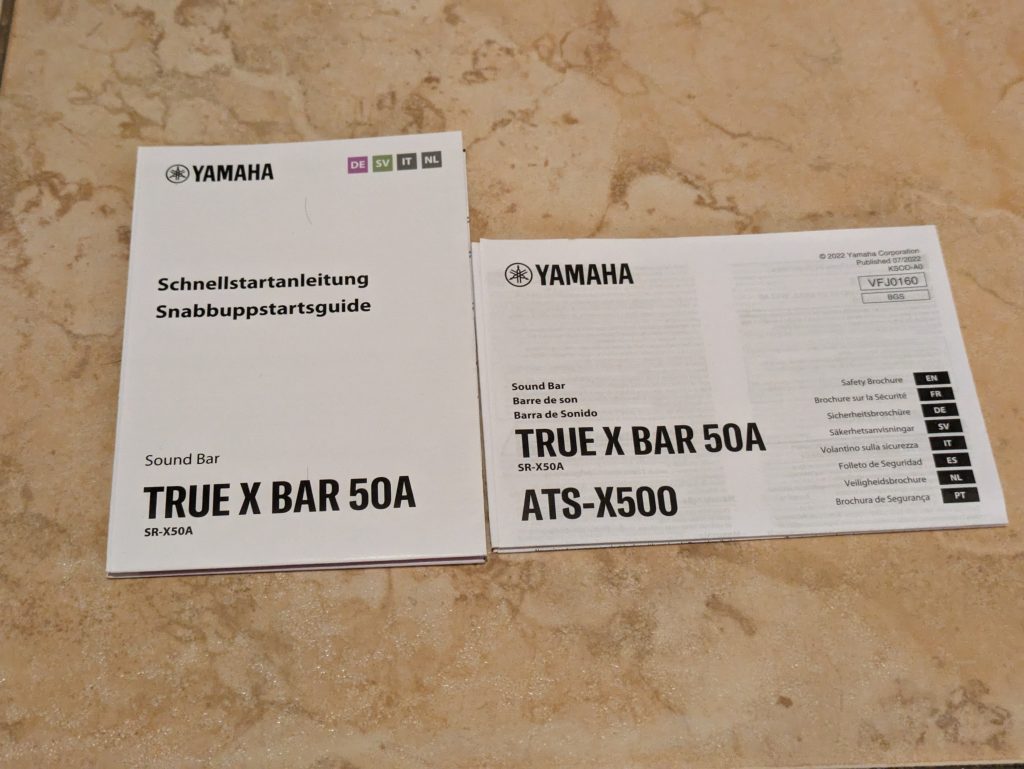 YAMAHA
DE SV IT NL
Schnellstartanleitung
Snabbuppstartsguide
Sound Bar
TRUE X BAR 50A
SR-X50A
YAMAHA
© 2022 Yamaha Corporation
Published 07/2022
KSOD-A0
VFJ0160
BGS
Sound Bar
Barre de son
Barra de Sonido
TRUE X BAR 50A
SR-X50A
ATS-X500
Safety Brochure EN
Brochure sur la Sécurité FR
Sicherheitsbroschüre DE
Säkerhetsanvisningar SV
Volantino sulla sicurezza IT
Folleto de Seguridad ES
Veiligheidsbrochure NL
Brochura de Segurança PT